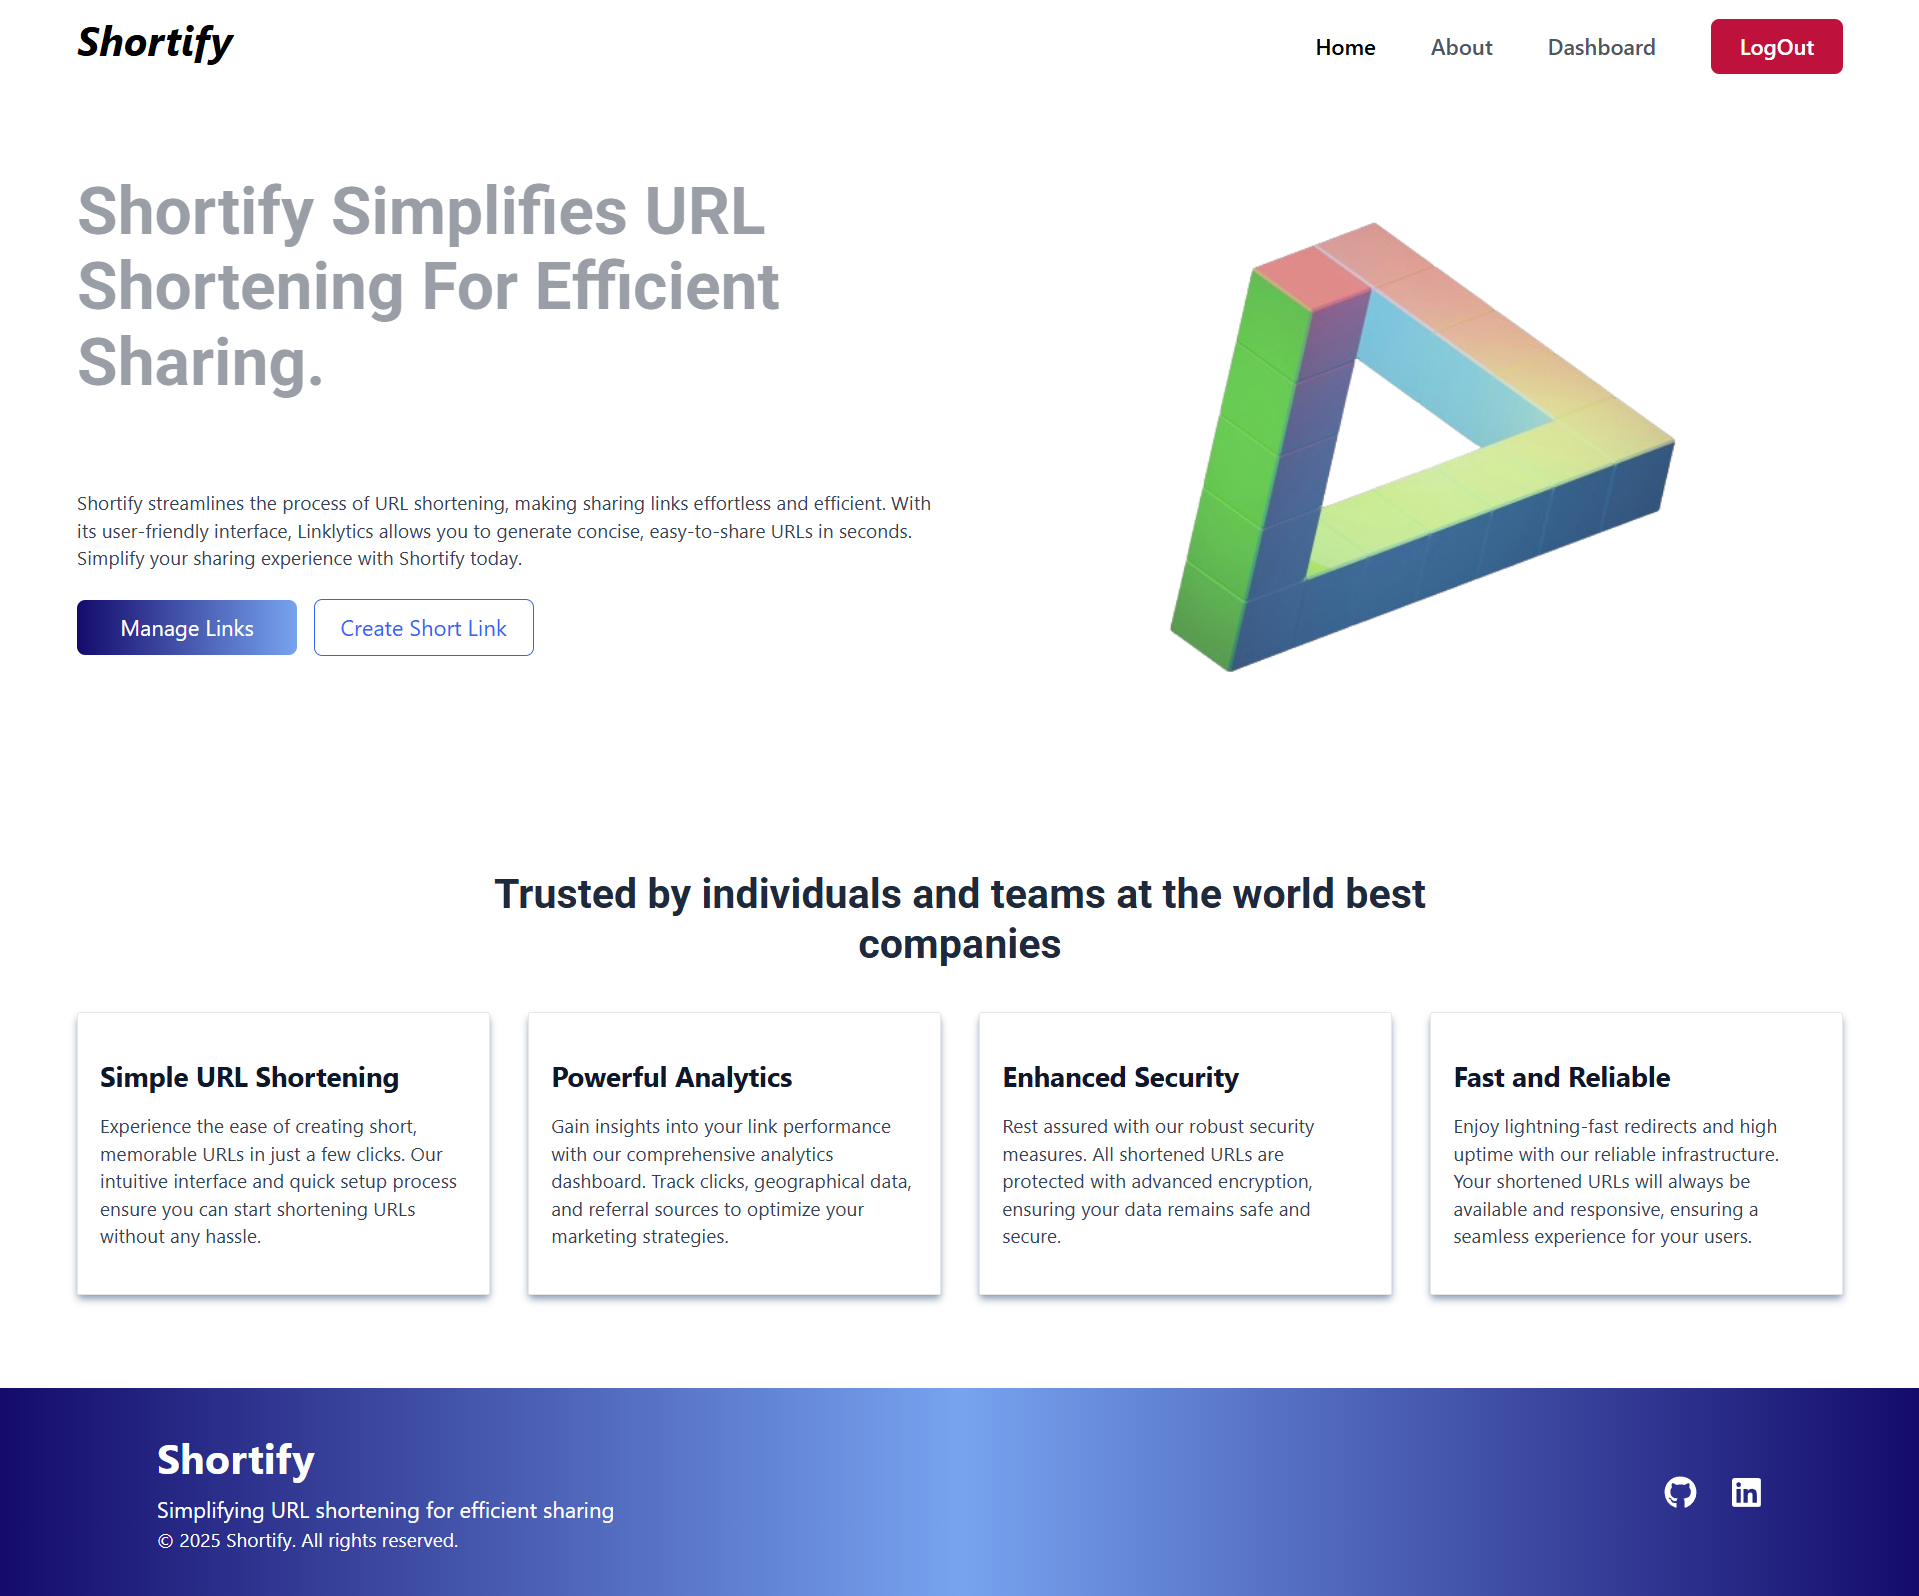 Shortify
Home
About
Dashboard
LogOut
Shortify Simplifies URL
Shortening For Efficient
Sharing.
Shortify streamlines the process of URL shortening, making sharing links effortless and efficient. With
its user-friendly interface, Linklytics allows you to generate concise, easy-to-share URLs in seconds.
Simplify your sharing experience with Shortify today.
Manage Links
Create Short Link
Trusted by individuals and teams at the world best
companies
Simple URL Shortening
Experience the ease of creating short,
memorable URLs in just a few clicks. Our
intuitive interface and quick setup process
ensure you can start shortening URLs
without any hassle.
Powerful Analytics
Gain insights into your link performance
with our comprehensive analytics
dashboard. Track clicks, geographical data,
and referral sources to optimize your
marketing strategies.
Enhanced Security
Rest assured with our robust security
measures. All shortened URLs are
protected with advanced encryption,
ensuring your data remains safe and
secure.
Fast and Reliable
Enjoy lightning-fast redirects and high
uptime with our reliable infrastructure.
Your shortened URLs will always be
available and responsive, ensuring a
seamless experience for your users.
Shortify
Simplifying URL shortening for efficient sharing
© 2025 Shortify. All rights reserved.
in